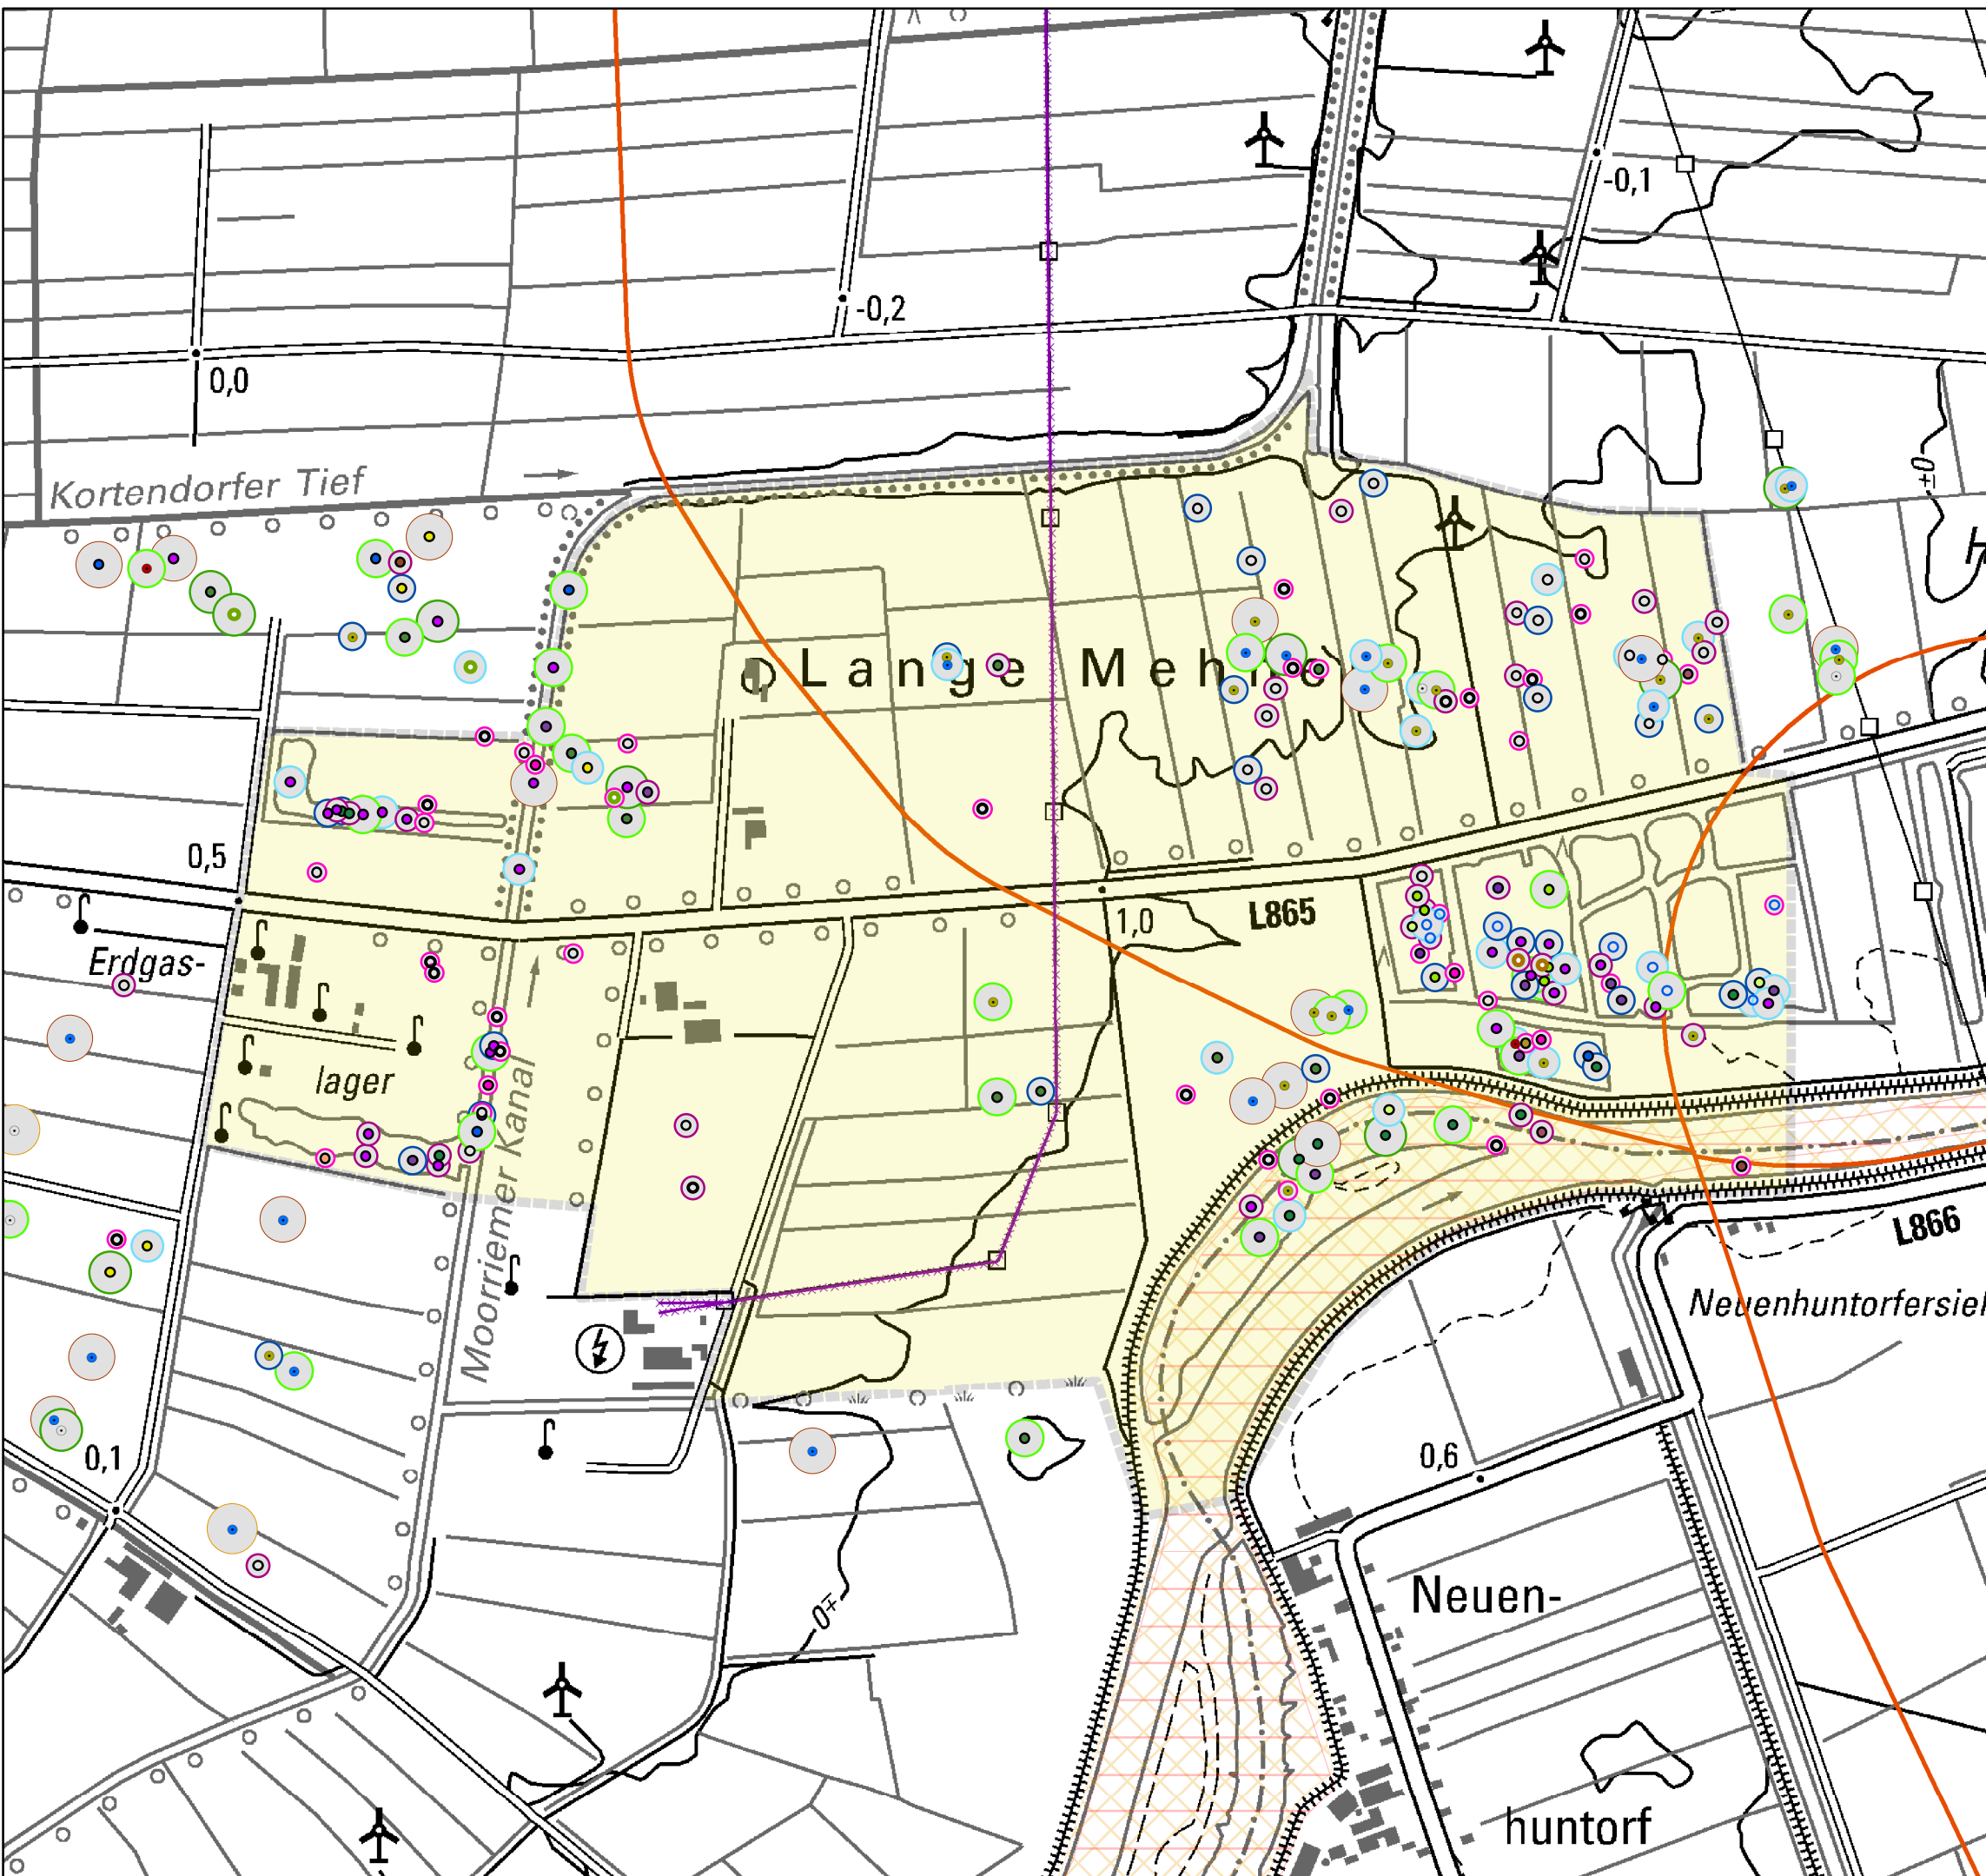 -0,1
-0,2
0,0
Kortendorfer Tief
±0
Lange Mehne
0,5
1,0
L865
Erdgas-
lager
Moorriemer Kanal
L866
Neuenhuntorfersiel
0,1
0,6
Neuen-
huntorf